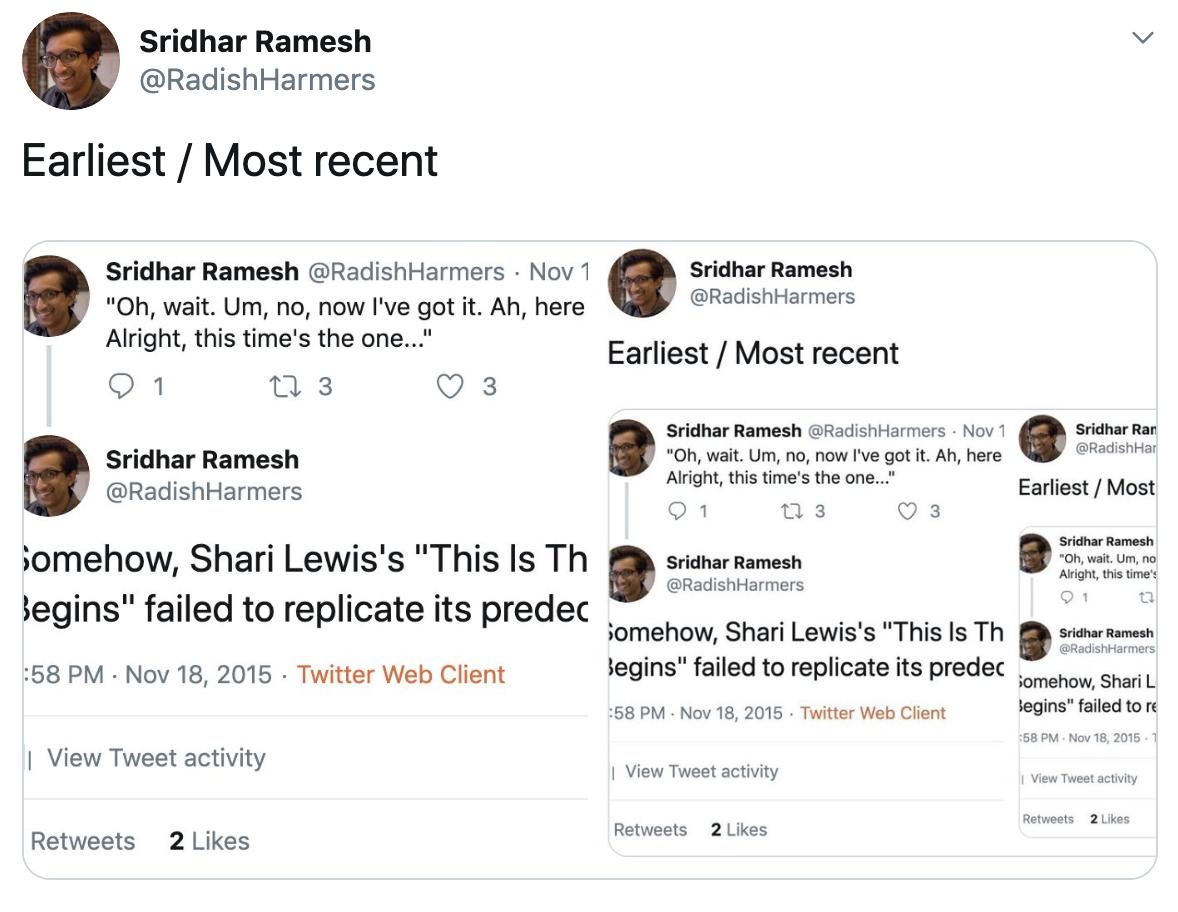 Sridhar Ramesh
@RadishHarmers
Earliest / Most recent
Sridhar Ramesh @RadishHarmers · Nov 1
"Oh, wait. Um, no, now I've got it. Ah, here
Alright, this time's the one..."
1 3 3
Sridhar Ramesh
@RadishHarmers
Somehow, Shari Lewis's "This Is Th
Begins" failed to replicate its predec
:58 PM · Nov 18, 2015 · Twitter Web Client
View Tweet activity
Retweets 2 Likes
Sridhar Ramesh
@RadishHarmers
Earliest / Most recent
Sridhar Ramesh @RadishHarmers · Nov 1
"Oh, wait. Um, no, now I've got it. Ah, here
Alright, this time's the one..."
1 3 3
Sridhar Ramesh
@RadishHarmers
Somehow, Shari Lewis's "This Is Th
Begins" failed to replicate its predec
:58 PM · Nov 18, 2015 · Twitter Web Client
View Tweet activity
Retweets 2 Likes
Sridhar Ram
@RadishHar
Earliest / Most
Sridhar Ramesh
"Oh, wait. Um, no
Alright, this time's
1
Sridhar Ramesh
@RadishHarmers
Somehow, Shari L
Begins" failed to re
:58 PM · Nov 18, 2015 · T
View Tweet activity
Retweets 2 Likes